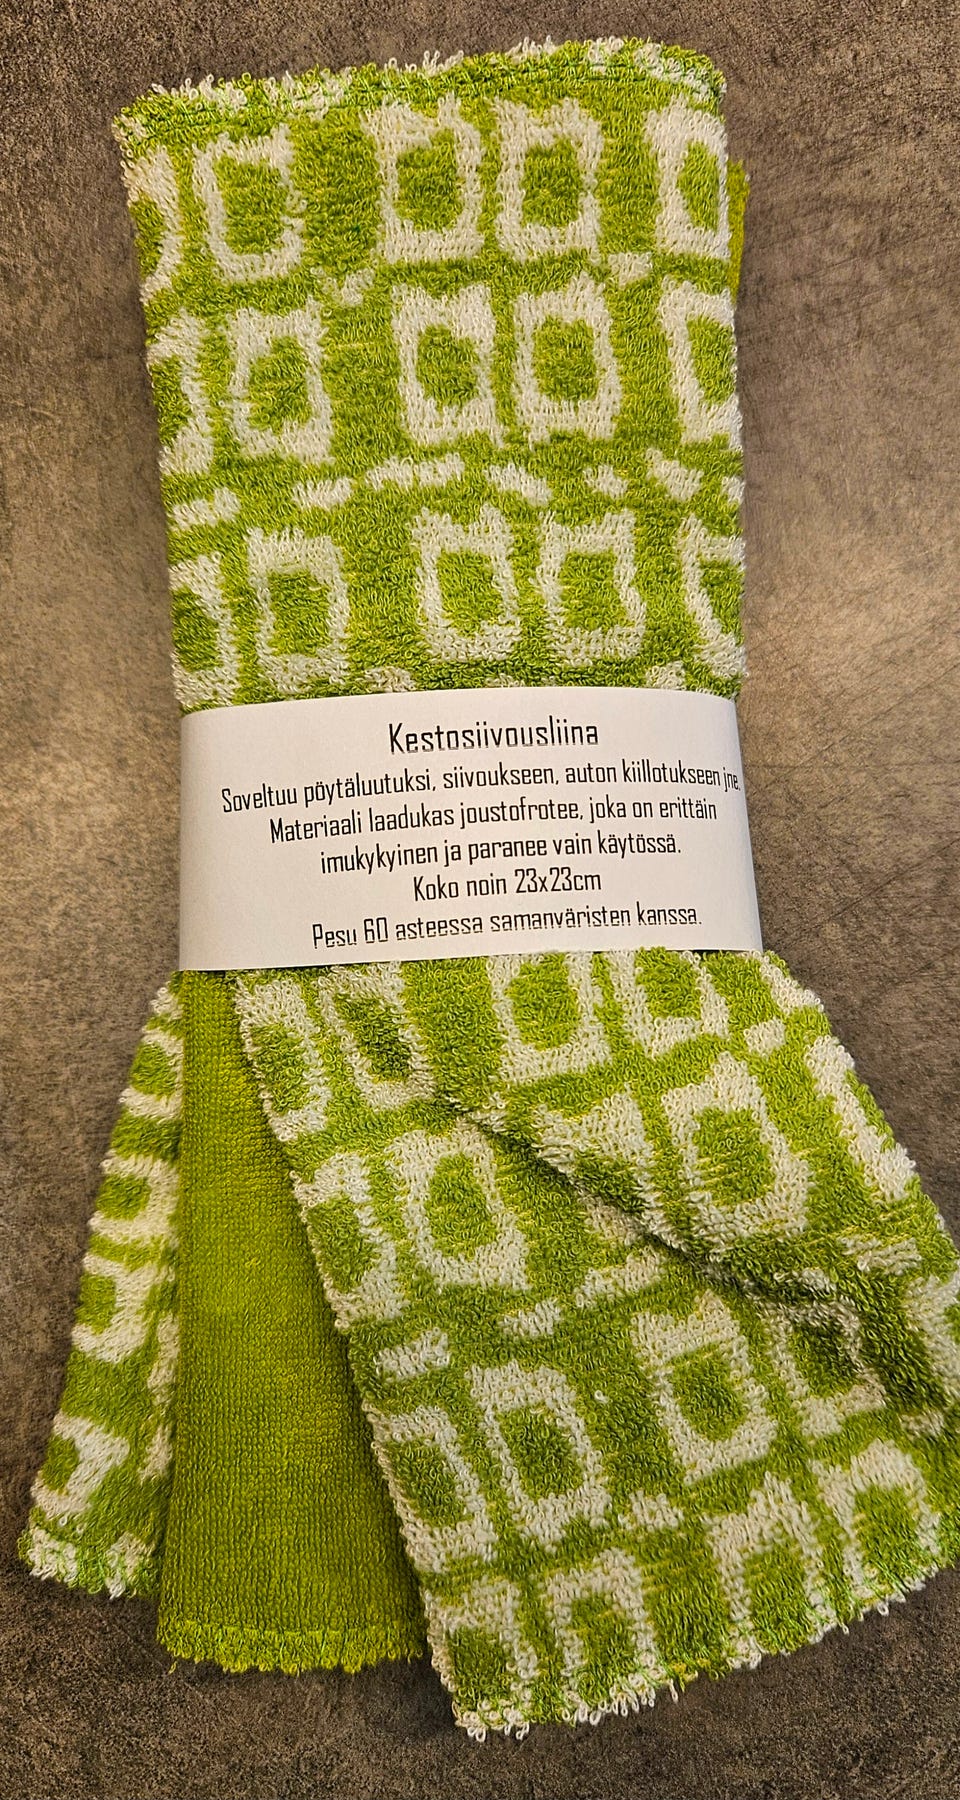 Kestosiivousliina
Soveltuu pöytäluutuksi, siivoukseen, auton kiillotukseen jne.
Materiaali laadukas joustofrotee, joka on erittäin
imukykyinen ja paranee vain käytössä.
Koko noin 23x23cm
Pesu 60 asteessa samanväristen kanssa.